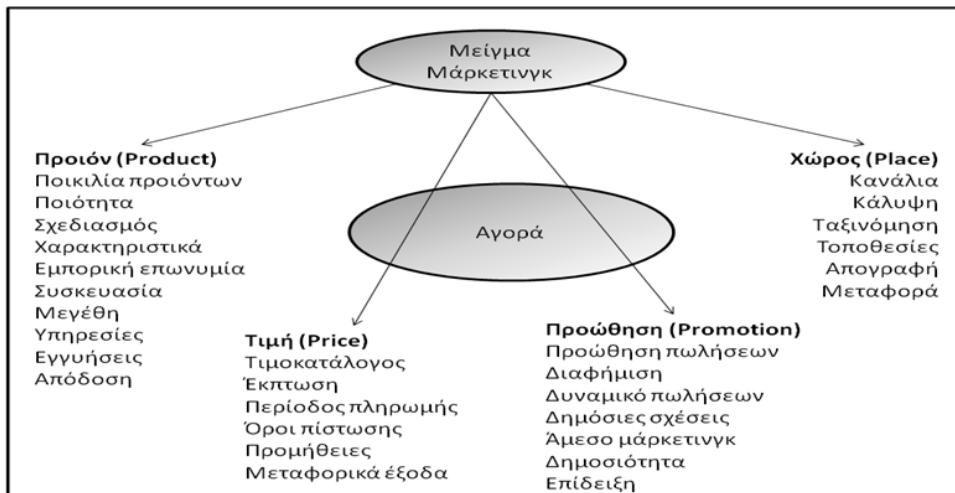 Μείγμα
Μάρκετινγκ
Προιόν (Product)
Ποικιλία προιόντων
Ποιότητα
Σχεδιασμός
Χαρακτηριστικά
Εμπορική επωνυμία
Συσκευασία
Μεγέθη
Υπηρεσίες
Εγγυήσεις
Απόδοση
Αγορά
Τιμή (Price)
Τιμοκατάλογος
Έκπτωση
Περίοδος πληρωμής
Όροι πίστωσης
Προμήθειες
Μεταφορικά έξοδα
Προώθηση (Promotion)
Προώθηση πωλήσεων
Διαφήμιση
Δυναμικό πωλήσεων
Δημόσιες σχέσεις
Άμεσο μάρκετινγκ
Δημοσιότητα
Επίδειξη
Χώρος (Place)
Κανάλια
Κάλυψη
Ταξινόμηση
Τοποθεσίες
Απογραφή
Μεταφορά